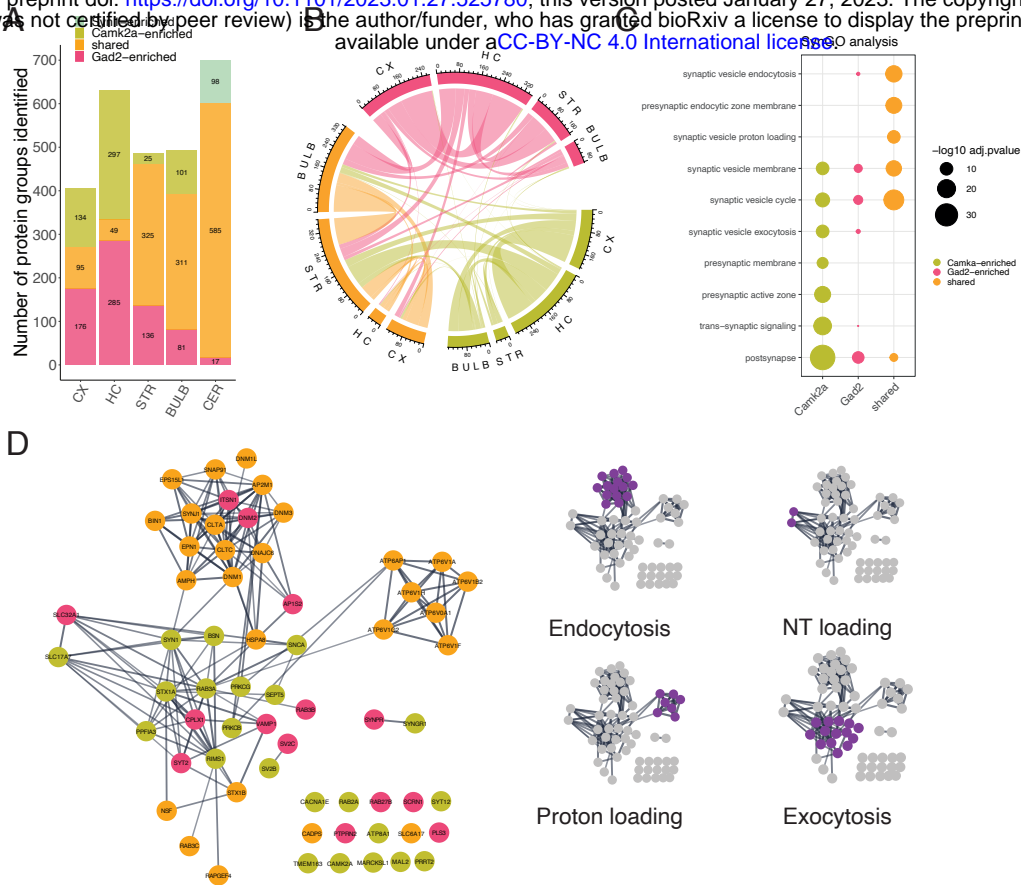 preprint doi: https://doi.org/10.1101/2023.01.27.525780; this version posted January 27, 2023. The copyright
as not certified by peer review) is the author/funder, who has granted bioRxiv a license to display the preprint
available under aCC-BY-NC 4.0 International license.
A
Camk2a-enriched
shared
Gad2-enriched
Number of protein groups identified
700
600
500
400
300
200
100
0
134
95
176
297
49
285
25
325
136
101
311
81
98
585
17
CX
HC
STR
BULB
CER
B
CX
HC
STR
BULB
CX
HC
STR
BULB
CX
HC
STR
BULB
C
SynGO analysis
synaptic vesicle endocytosis
presynaptic endocytic zone membrane
synaptic vesicle proton loading
synaptic vesicle membrane
synaptic vesicle cycle
synaptic vesicle exocytosis
presynaptic membrane
presynaptic active zone
trans-synaptic signaling
postsynapse
Camk2a
Gad2
shared
-log10 adj.pvalue
10
20
30
Camka-enriched
Gad2-enriched
shared
D
DNM1L
SNAP91
EPS15L1
AP2M1
ITSN1
SYNJ1
DNM2
DNM3
BIN1
CLTA
EPN1
CLTC
DNAJC6
AMPH
DNM1
AP1S2
SLC32A1
SYN1
BSN
HSPA8
SNCA
SLC17A7
STX1A
RAB3A
PRKCG
SEPT5
RAB3B
PPFIA3
CPLX1
PRKCB
VAMP1
SV2C
SYT2
RIMS1
SV2B
STX1B
NSF
RAB3C
RAPGEF4
ATP6AP1
ATP6V1A
ATP6V1B2
ATP6V1H
ATP6V0A1
ATP6V1G2
ATP6V1F
SYNPR
SYNGR1
CACNA1E
RAB2A
RAB27B
SCRN1
SYT12
CADPS
PTPRN2
ATP8A1
SLC6A17
PLS3
TMEM163
CAMK2A
MARCKSL1
MAL2
PRRT2
Endocytosis
NT loading
Proton loading
Exocytosis